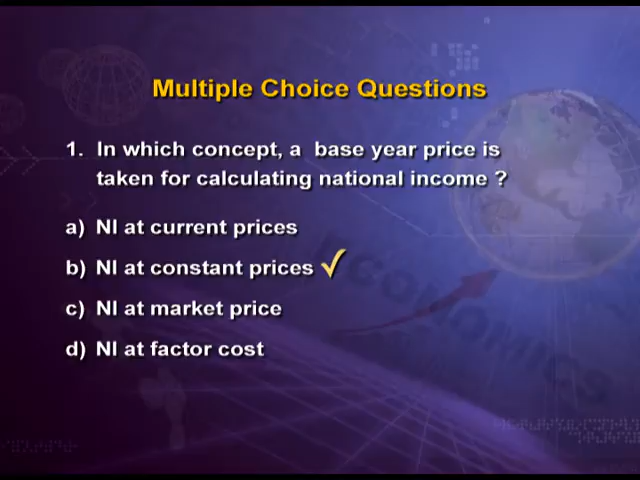 Multiple Choice Questions
1. In which concept, a base year price is
taken for calculating national income ?
a) NI at current prices
b) NI at constant prices ✓
c) NI at market price
d) NI at factor cost
ECONOMICS